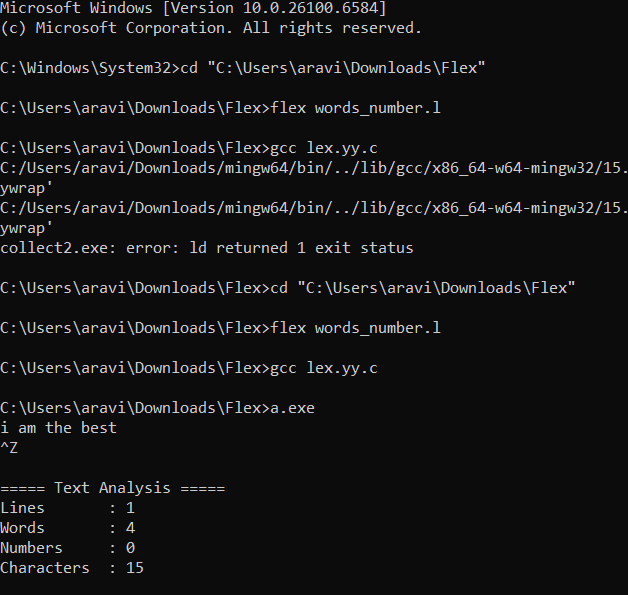 Microsoft Windows [Version 10.0.26100.6584]
(c) Microsoft Corporation. All rights reserved.
C:\Windows\System32>cd "C:\Users\aravi\Downloads\Flex"
C:\Users\aravi\Downloads\Flex>flex words_number.l
C:\Users\aravi\Downloads\Flex>gcc lex.yy.c
C:/Users/aravi/Downloads/mingw64/bin/../lib/gcc/x86_64-w64-mingw32/15.
ywrap'
C:/Users/aravi/Downloads/mingw64/bin/../lib/gcc/x86_64-w64-mingw32/15.
ywrap'
collect2.exe: error: ld returned 1 exit status
C:\Users\aravi\Downloads\Flex>cd "C:\Users\aravi\Downloads\Flex"
C:\Users\aravi\Downloads\Flex>flex words_number.l
C:\Users\aravi\Downloads\Flex>gcc lex.yy.c
C:\Users\aravi\Downloads\Flex>a.exe
i am the best
^Z
===== Text Analysis =====
Lines : 1
Words : 4
Numbers : 0
Characters : 15